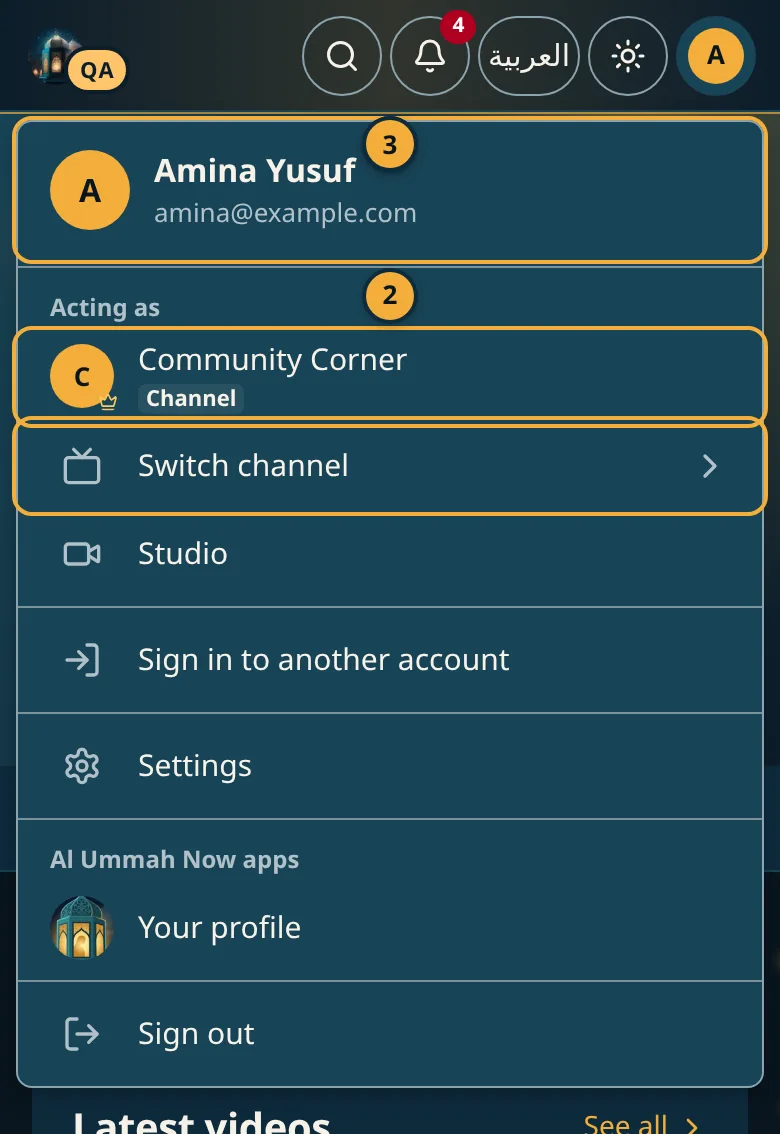 QA
4
العربية
A
3
A
Amina Yusuf
amina@example.com
2
Acting as
C
Community Corner
Channel
Switch channel
Studio
Sign in to another account
Settings
Al Ummah Now apps
Your profile
Sign out
Latest videos
See all